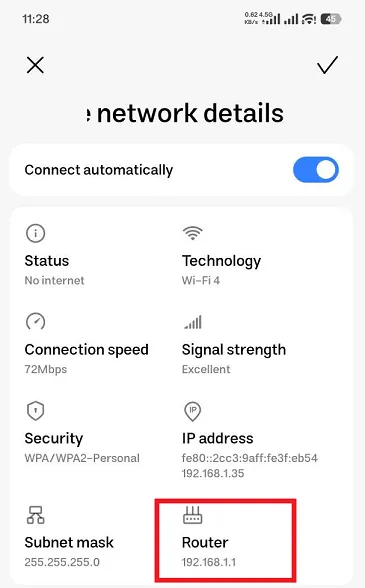 11:28
0.62 4.5G
KB/s
45
network details
Connect automatically
Status
No internet
Technology
Wi-Fi 4
Connection speed
72Mbps
Signal strength
Excellent
Security
WPA/WPA2-Personal
IP
IP address
fe80::2cc3:9aff:fe3f:eb54
192.168.1.35
Subnet mask
255.255.255.0
Router
192.168.1.1